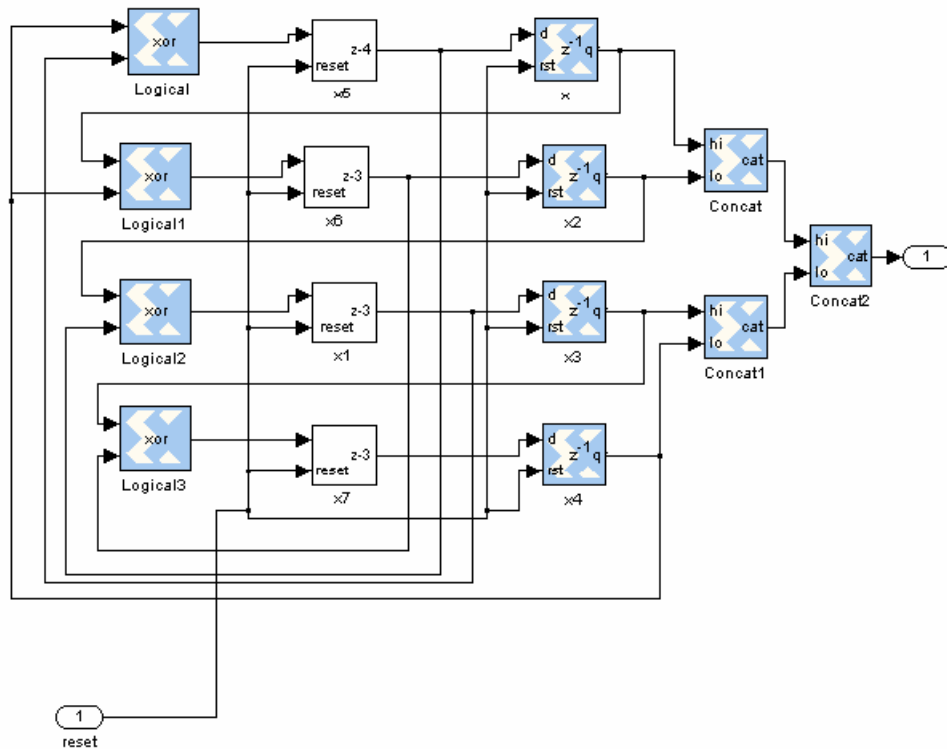 xor
Logical
z-4
reset
x5
d
z-1 q
rst
x
xor
Logical1
z-3
reset
x6
d
z-1 q
rst
x2
hi
cat
lo
Concat
hi
cat
lo
Concat2
1
xor
Logical2
z-3
reset
x1
d
z-1 q
rst
x3
hi
cat
lo
Concat1
xor
Logical3
z-3
reset
x7
d
z-1 q
rst
x4
1
reset